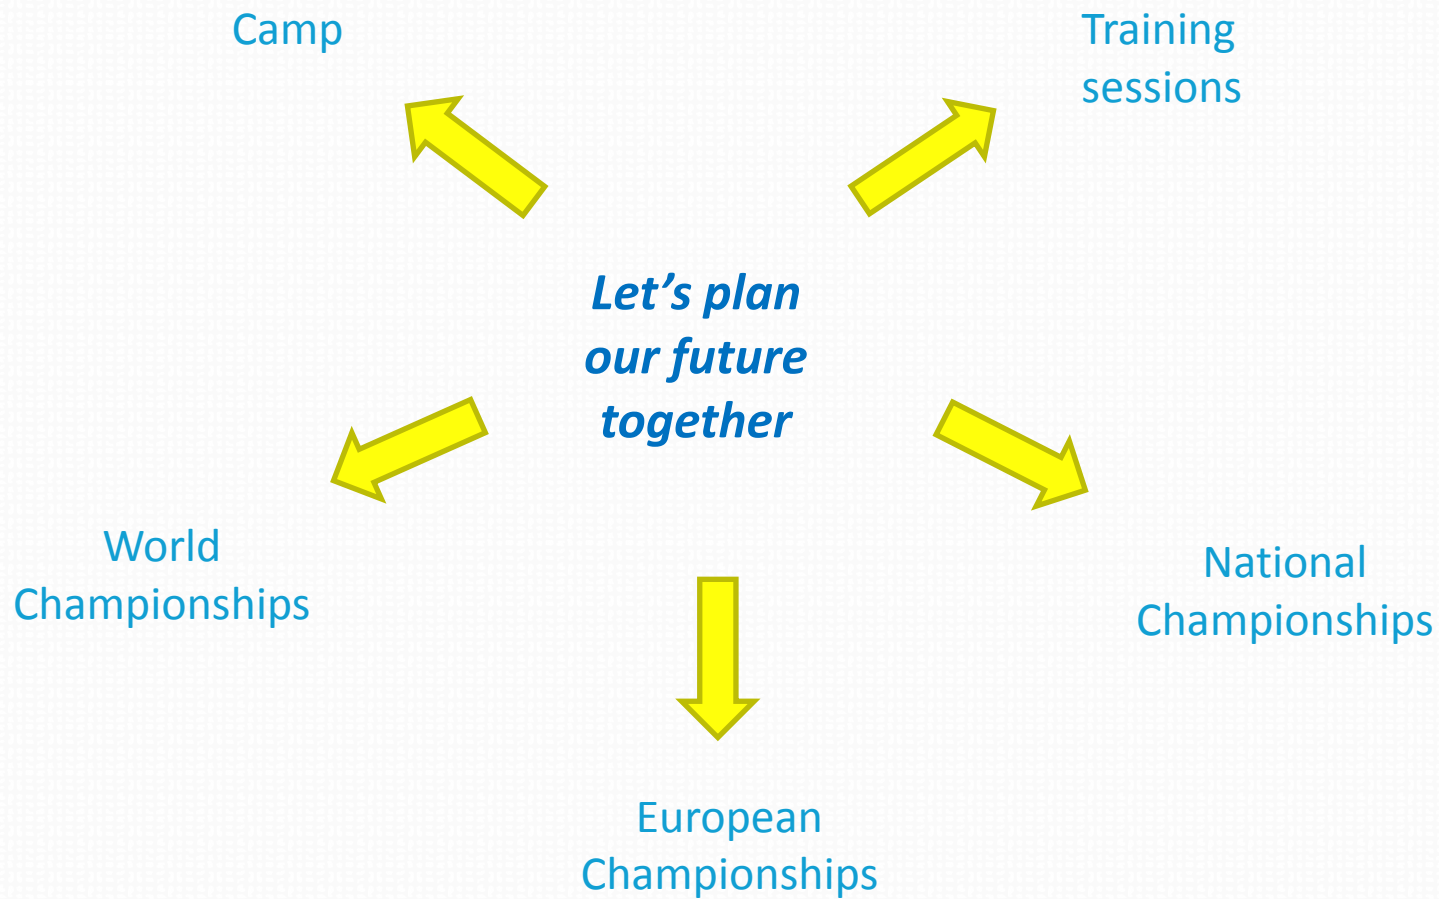 Camp
Training
sessions
Let’s plan
our future
together
World
Championships
National
Championships
European
Championships